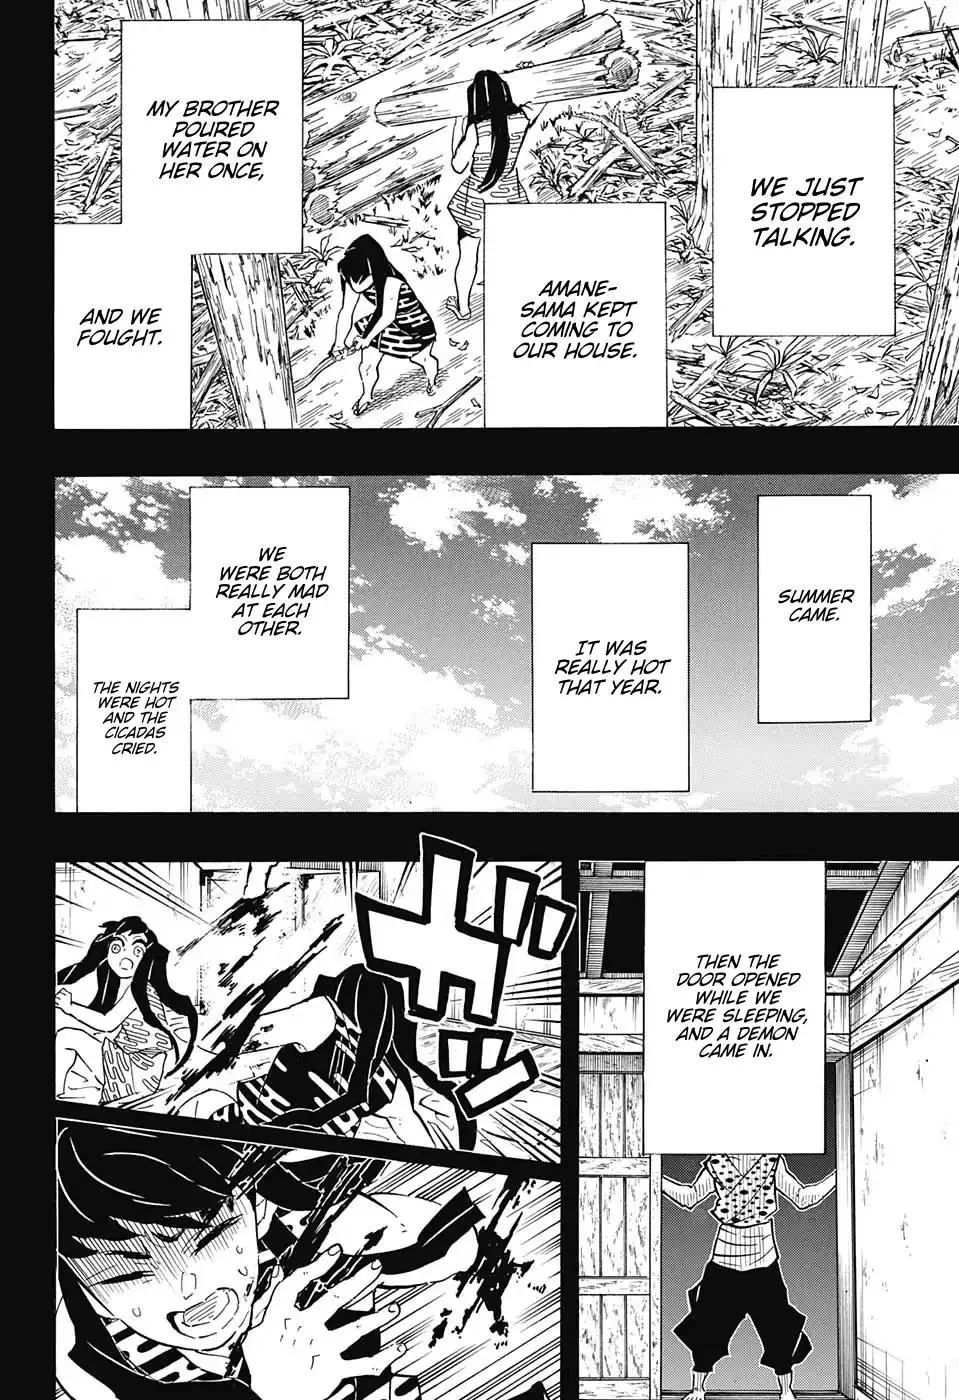 WE JUST
STOPPED
TALKING.
AMANE-
SAMA KEPT
COMING TO
OUR HOUSE.
MY BROTHER
POURED
WATER ON
HER ONCE,
AND WE
FOUGHT.
SUMMER
CAME.
IT WAS
REALLY HOT
THAT YEAR.
WE
WERE BOTH
REALLY MAD
AT EACH
OTHER.
THE NIGHTS
WERE HOT
AND THE
CICADAS
CRIED.
THEN THE
DOOR OPENED
WHILE WE
WERE SLEEPING,
AND A DEMON
CAME IN.
ザンッ